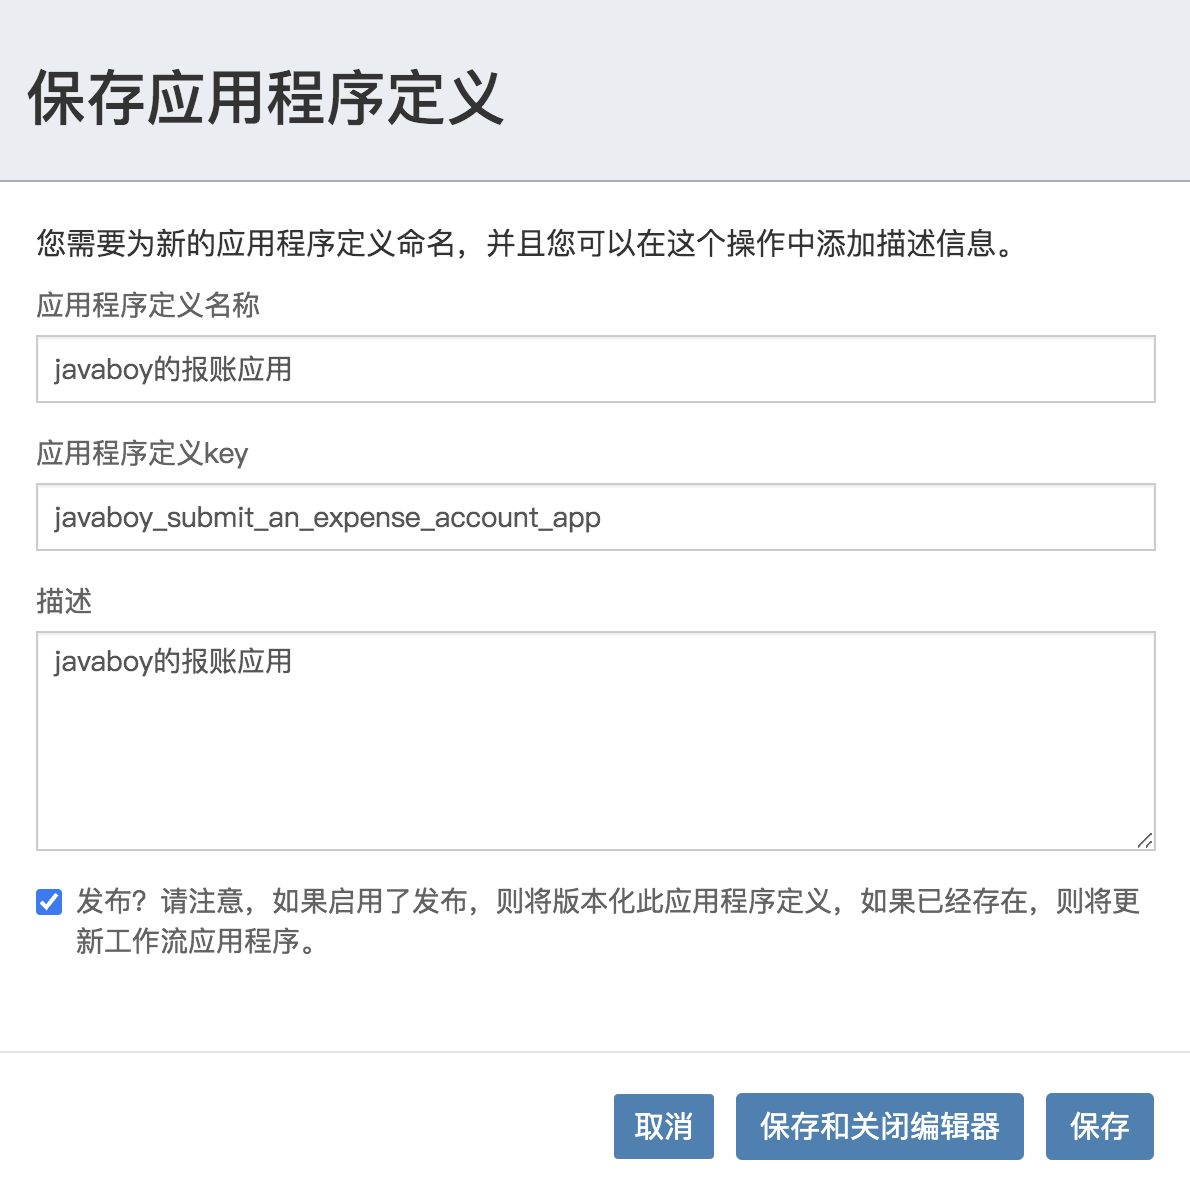 保存应用程序定义
您需要为新的应用程序定义命名，并且您可以在这个操作中添加描述信息。
应用程序定义名称
javaboy的报账应用
应用程序定义key
javaboy_submit_an_expense_account_app
描述
javaboy的报账应用
发布？请注意，如果启用了发布，则将版本化此应用程序定义，如果已经存在，则将更
新工作流应用程序。
取消
保存和关闭编辑器
保存